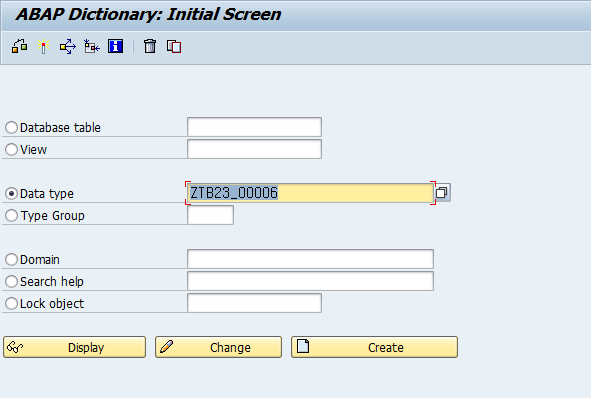 ABAP Dictionary: Initial Screen
Database table
View
Data type ZTB23_00006
Type Group
Domain
Search help
Lock object
Display Change Create